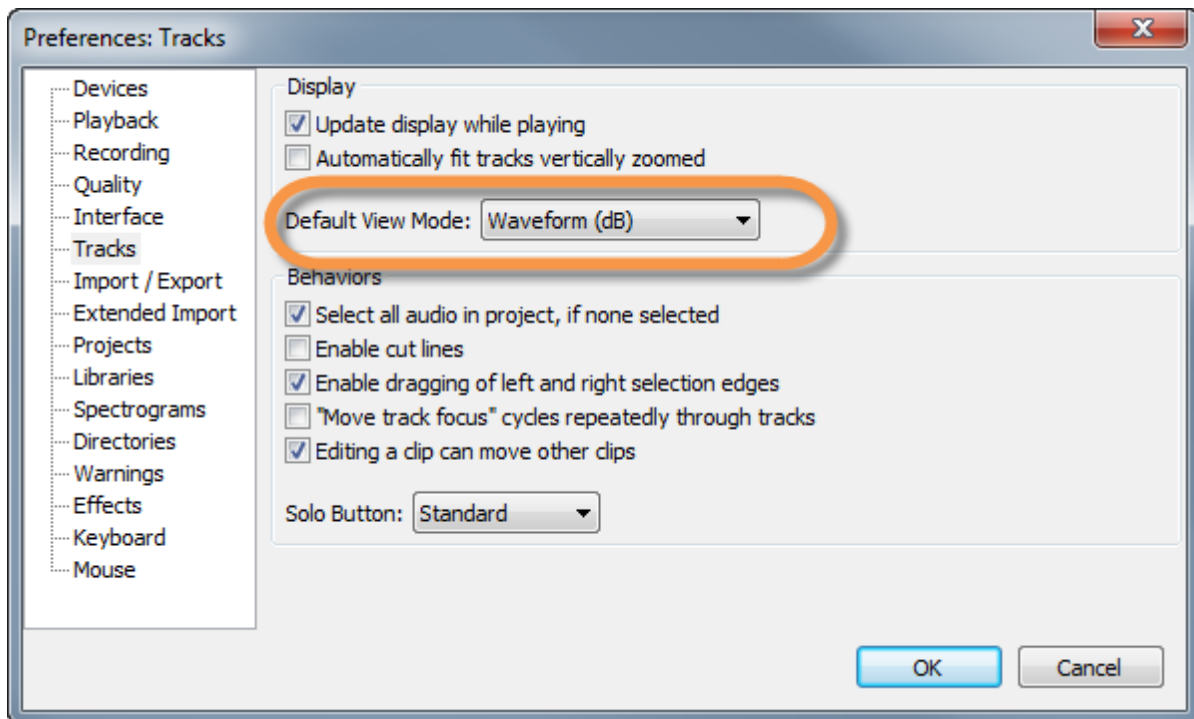 Preferences: Tracks
Devices
Playback
Recording
Quality
Interface
Tracks
Import / Export
Extended Import
Projects
Libraries
Spectrograms
Directories
Warnings
Effects
Keyboard
Mouse
Display
Update display while playing
Automatically fit tracks vertically zoomed
Default View Mode: Waveform (dB)
Behaviors
Select all audio in project, if none selected
Enable cut lines
Enable dragging of left and right selection edges
"Move track focus" cycles repeatedly through tracks
Editing a clip can move other clips
Solo Button: Standard
OK Cancel